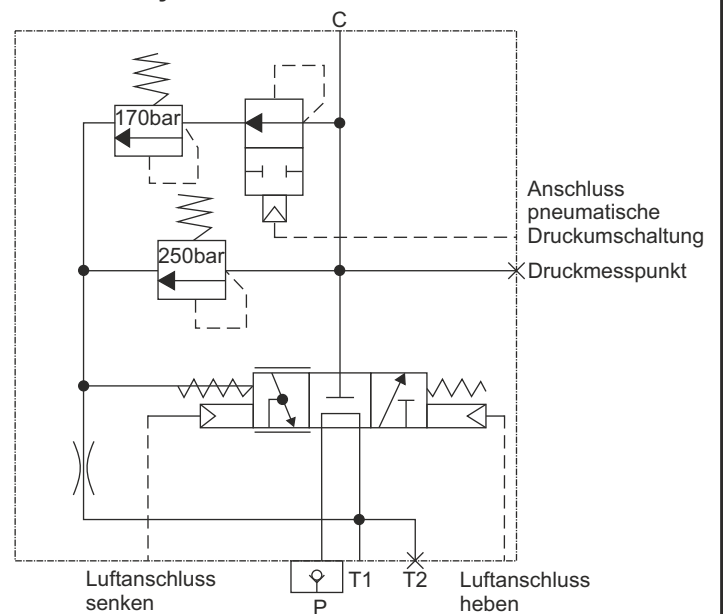 C
170bar
Anschluss
pneumatische
Druckumschaltung
250bar
Druckmesspunkt
Luftanschluss
senken
T1
T2
Luftanschluss
heben
P